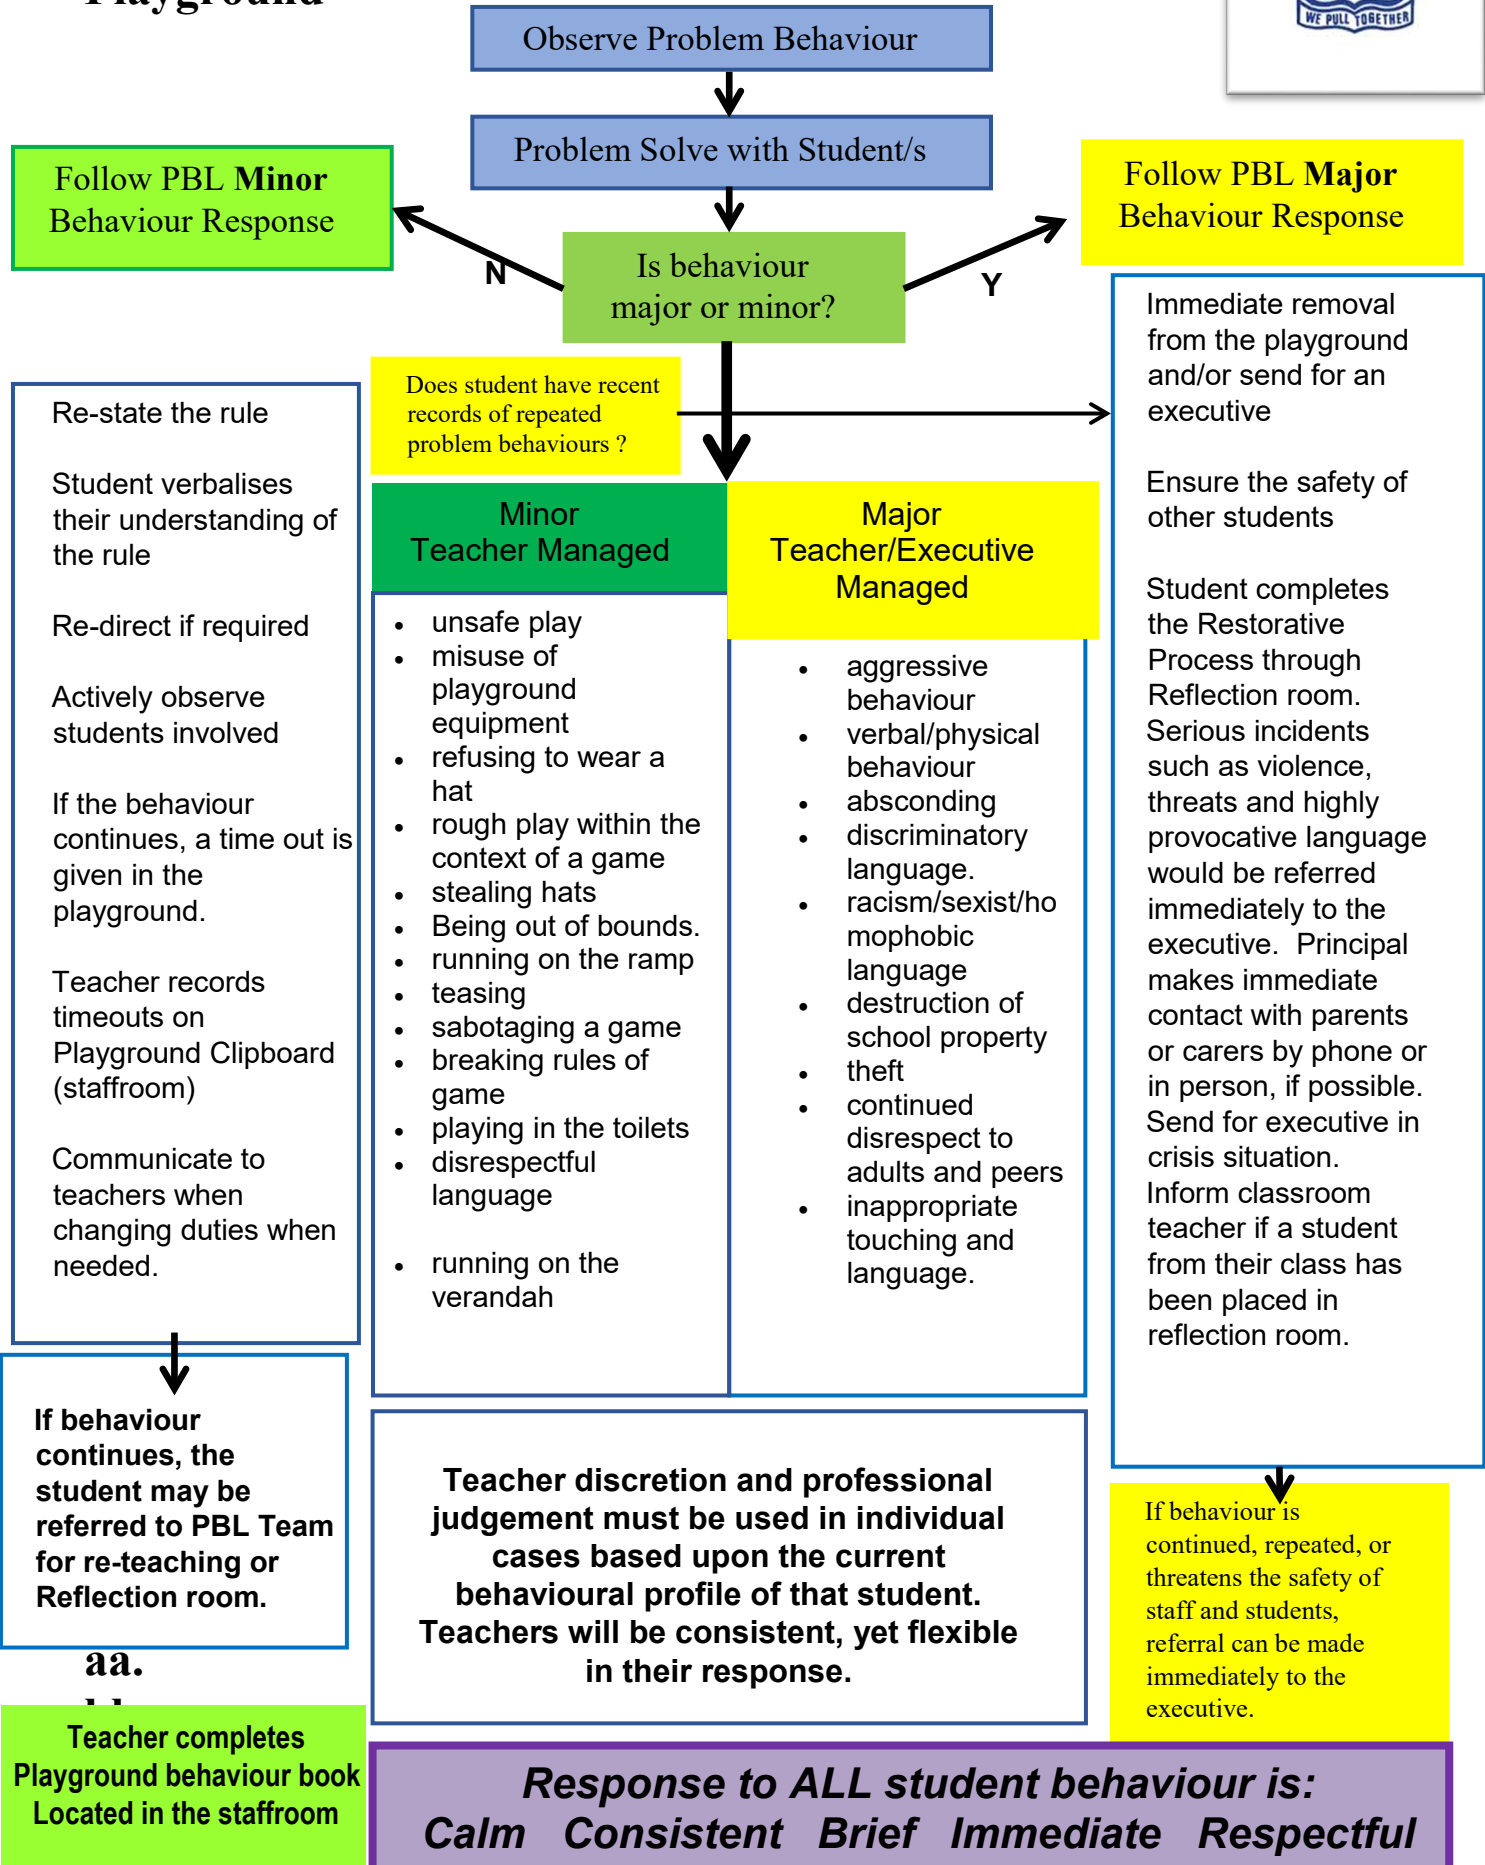 Playground
WE PULL TOGETHER
Observe Problem Behaviour
Problem Solve with Student/s
Follow PBL Minor
Behaviour Response
Follow PBL Major
Behaviour Response
N
Is behaviour
major or minor?
Y
Does student have recent
records of repeated
problem behaviours ?
Re-state the rule
Student verbalises
their understanding of
the rule
Re-direct if required
Actively observe
students involved
If the behaviour
continues, a time out is
given in the
playground.
Teacher records
timeouts on
Playground Clipboard
(staffroom)
Communicate to
teachers when
changing duties when
needed.
If behaviour
continues, the
student may be
referred to PBL Team
for re-teaching or
Reflection room.
aa.
Teacher completes
Playground behaviour book
Located in the staffroom
Minor
Teacher Managed
• unsafe play
• misuse of
playground
equipment
• refusing to wear a
hat
• rough play within the
context of a game
• stealing hats
• Being out of bounds.
• running on the ramp
• teasing
• sabotaging a game
• breaking rules of
game
• playing in the toilets
• disrespectful
language
• running on the
verandah
Major
Teacher/Executive
Managed
• aggressive
behaviour
• verbal/physical
behaviour
• absconding
• discriminatory
language.
• racism/sexist/ho
mophobic
language
• destruction of
school property
• theft
• continued
disrespect to
adults and peers
• inappropriate
touching and
language.
Immediate removal
from the playground
and/or send for an
executive
Ensure the safety of
other students
Student completes
the Restorative
Process through
Reflection room.
Serious incidents
such as violence,
threats and highly
provocative language
would be referred
immediately to the
executive. Principal
makes immediate
contact with parents
or carers by phone or
in person, if possible.
Send for executive in
crisis situation.
Inform classroom
teacher if a student
from their class has
been placed in
reflection room.
If behaviour is
continued, repeated, or
threatens the safety of
staff and students,
referral can be made
immediately to the
executive.
Teacher discretion and professional
judgement must be used in individual
cases based upon the current
behavioural profile of that student.
Teachers will be consistent, yet flexible
in their response.
Response to ALL student behaviour is:
Calm Consistent Brief Immediate Respectful